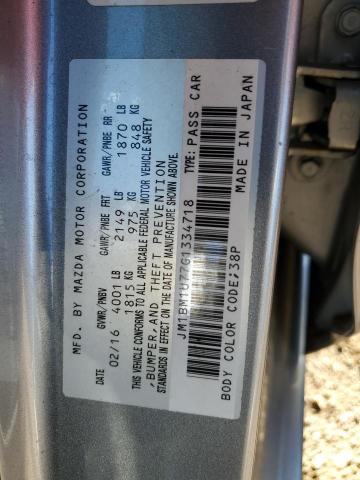 MFD. BY MAZDA MOTOR CORPORATION
DATE GVWR/PNBV GAWR/PNBE FRT GAWR/PNBE RR
02/16 4001 LB 2149 LB 1870 LB
1815 KG 975 KG 848 KG
THIS VEHICLE CONFORMS TO ALL APPLICABLE FEDERAL MOTOR VEHICLE SAFETY
, BUMPER, AND THEFT PREVENTION
STANDARDS IN EFFECT ON THE DATE OF MANUFACTURE SHOWN ABOVE.
JM1BM1U77G1334718 TYPE: PASS CAR
BODY COLOR CODE/38P MADE IN JAPAN